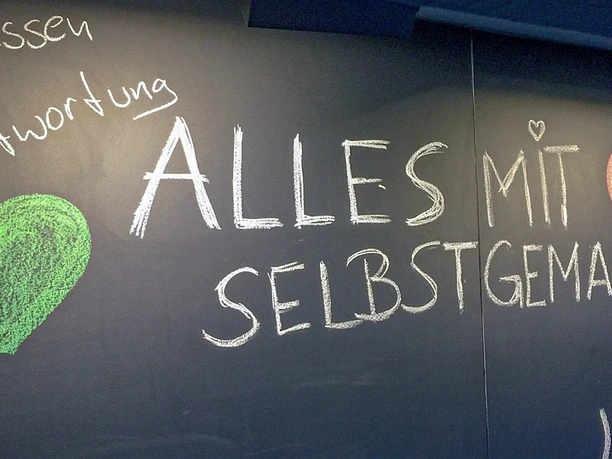 ssen
twortung
ALLES MIT
SELBSTGEMA